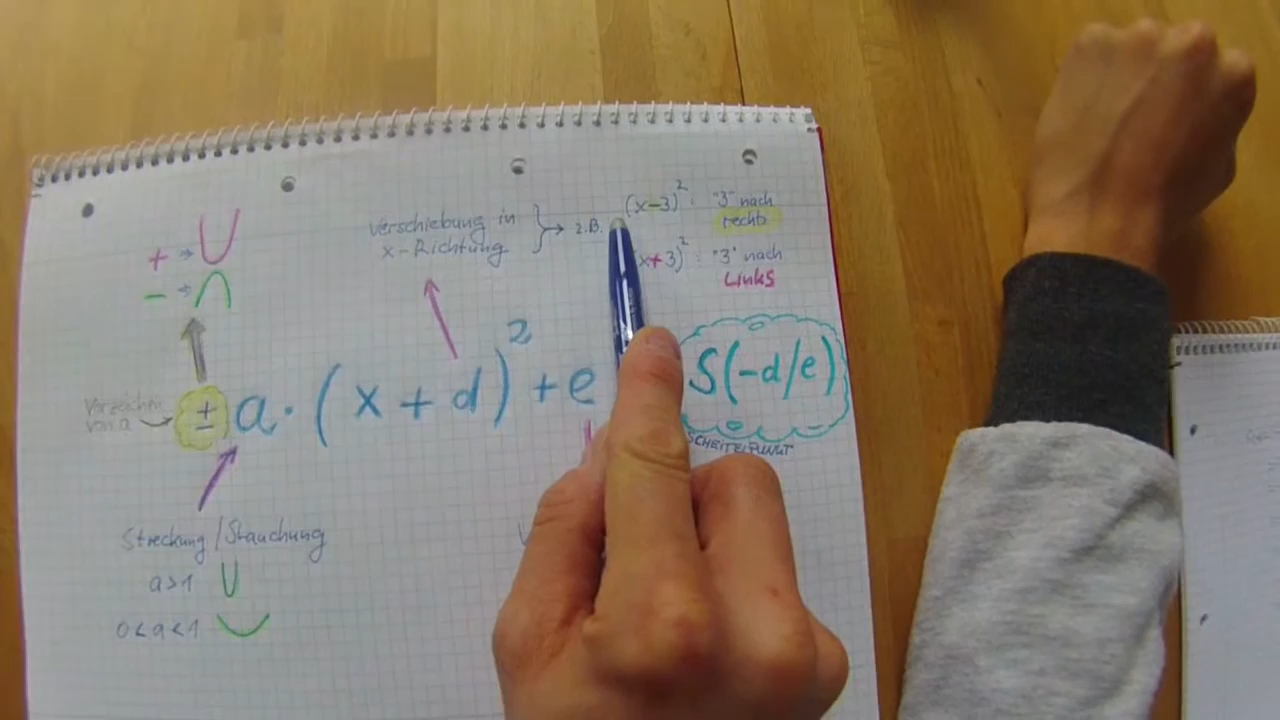 Verschiebung in
x-Richtung
z.B.
(x-3)² : "3" nach
rechts
x+3)² : "3" nach
Links
+ ⇒
- ⇒
Vorzeichen
von a
± a · (x + d)² + e
S(-d/e)
SCHEITELPUNKT
Streckung/Stauchung
a>1
0<a<1